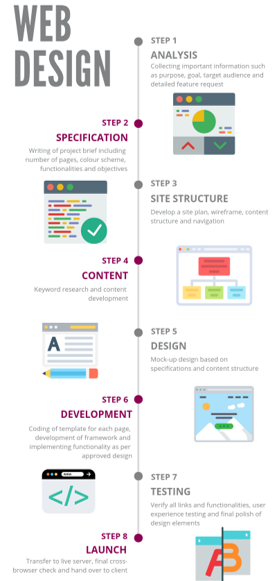 WEB
DESIGN
STEP 1
ANALYSIS
Collecting important information such
as purpose, goal, target audience and
detailed feature request
STEP 2
SPECIFICATION
Writing of project brief including
number of pages, colour scheme,
functionalities and objectives
STEP 3
SITE STRUCTURE
Develop a site plan, wireframe, content
structure and navigation
STEP 4
CONTENT
Keyword research and content
development
A
STEP 5
DESIGN
Mock-up design based on
specifications and content structure
STEP 6
DEVELOPMENT
Coding of template for each page,
development of framework and
implementing functionality as per
approved design
</>
STEP 7
TESTING
Verify all links and functionalities, user
experience testing and final polish of
design elements
STEP 8
LAUNCH
Transfer to live server, final cross-
browser check and hand over to client
A B